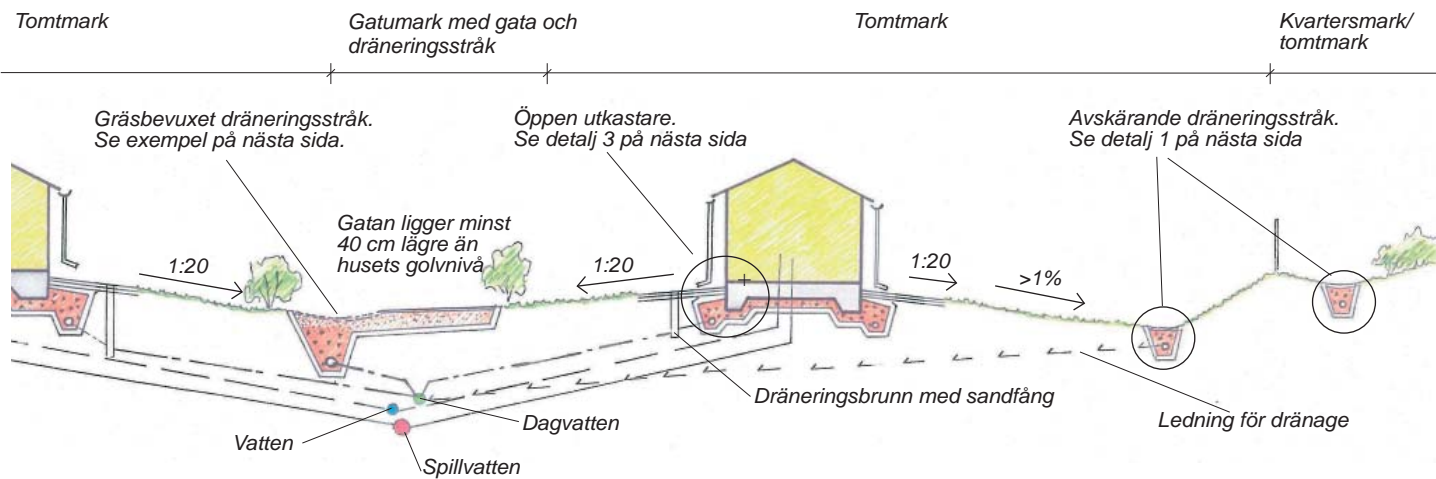 Tomtmark
Gatumark med gata och
dräneringsstråk
Tomtmark
Kvartersmark/
tomtmark
Gräsbevuxet dräneringsstråk.
Se exempel på nästa sida.
Öppen utkastare.
Se detalj 3 på nästa sida
Avskärande dräneringsstråk.
Se detalj 1 på nästa sida
Gatan ligger minst
40 cm lägre än
husets golvnivå
1:20
1:20
1:20
>1%
Dräneringsbrunn med sandfång
Ledning för dränage
Dagvatten
Vatten
Spillvatten